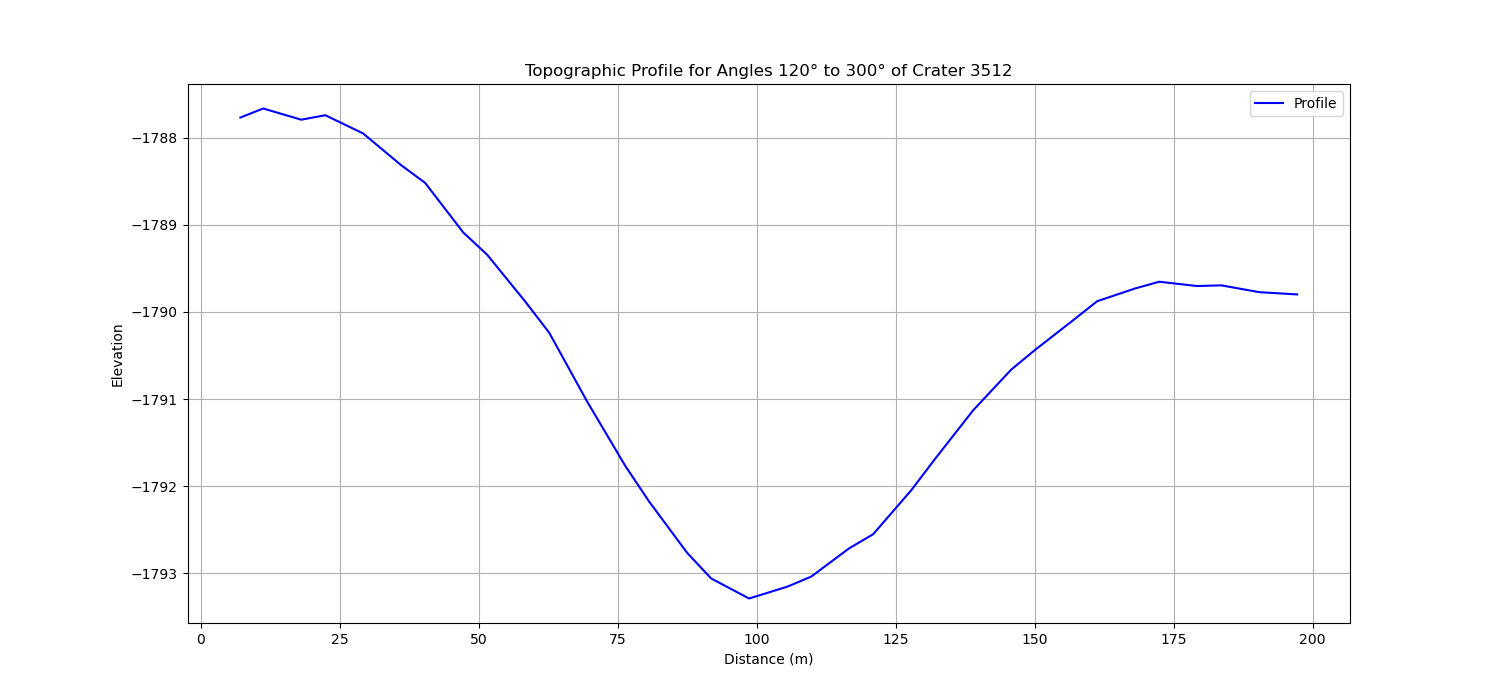 Topographic Profile for Angles 120° to 300° of Crater 3512
Profile
−1788
−1789
−1790
−1791
−1792
−1793
Elevation
0 25 50 75 100 125 150 175 200
Distance (m)